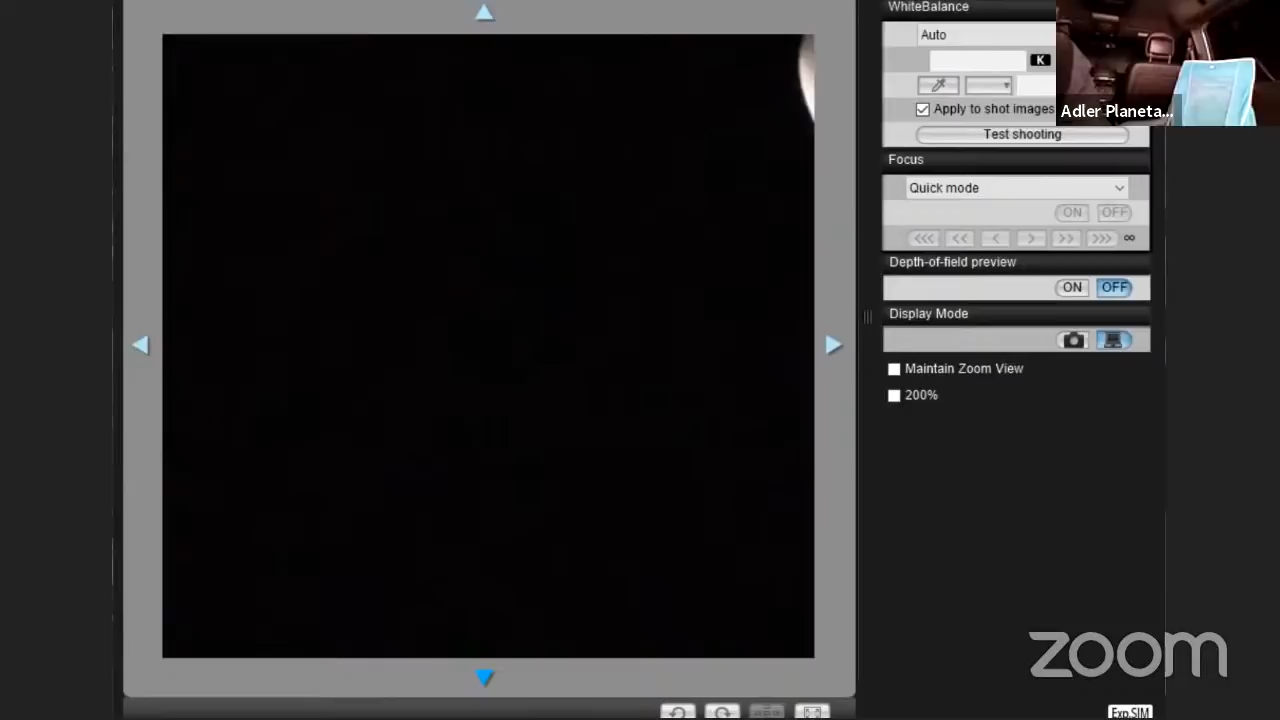 WhiteBalance
Auto
K
Apply to shot images
Adler Planeta...
Test shooting
Focus
Quick mode
ON OFF
<<< << < > >> >>> ∞
Depth-of-field preview
ON OFF
Display Mode
Maintain Zoom View
200%
zoom
Exp.SIM